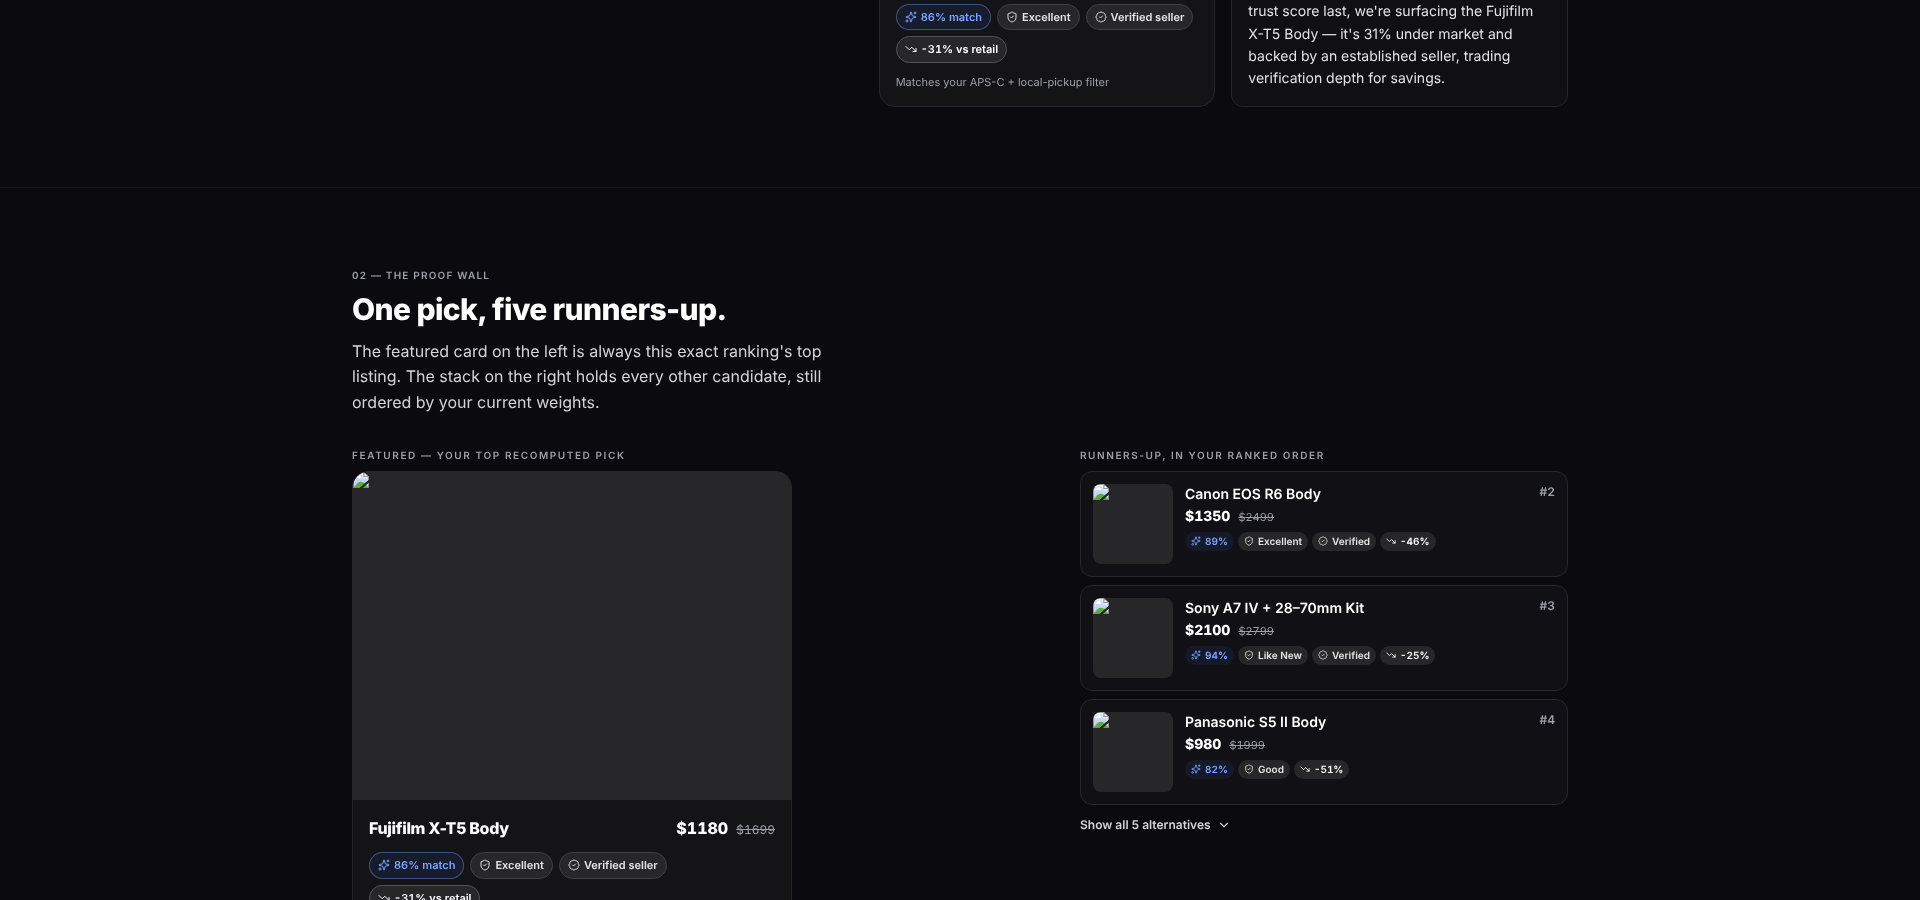 86% match
Excellent
Verified seller
-31% vs retail
Matches your APS-C + local-pickup filter
trust score last, we're surfacing the Fujifilm
X-T5 Body — it's 31% under market and
backed by an established seller, trading
verification depth for savings.
02 — THE PROOF WALL
One pick, five runners-up.
The featured card on the left is always this exact ranking's top
listing. The stack on the right holds every other candidate, still
ordered by your current weights.
FEATURED — YOUR TOP RECOMPUTED PICK
Fujifilm X-T5 Body
$1180 $1699
86% match
Excellent
Verified seller
-31% vs retail
RUNNERS-UP, IN YOUR RANKED ORDER
Canon EOS R6 Body
#2
$1350 $2499
89%
Excellent
Verified
-46%
Sony A7 IV + 28–70mm Kit
#3
$2100 $2799
94%
Like New
Verified
-25%
Panasonic S5 II Body
#4
$980 $1999
82%
Good
-51%
Show all 5 alternatives